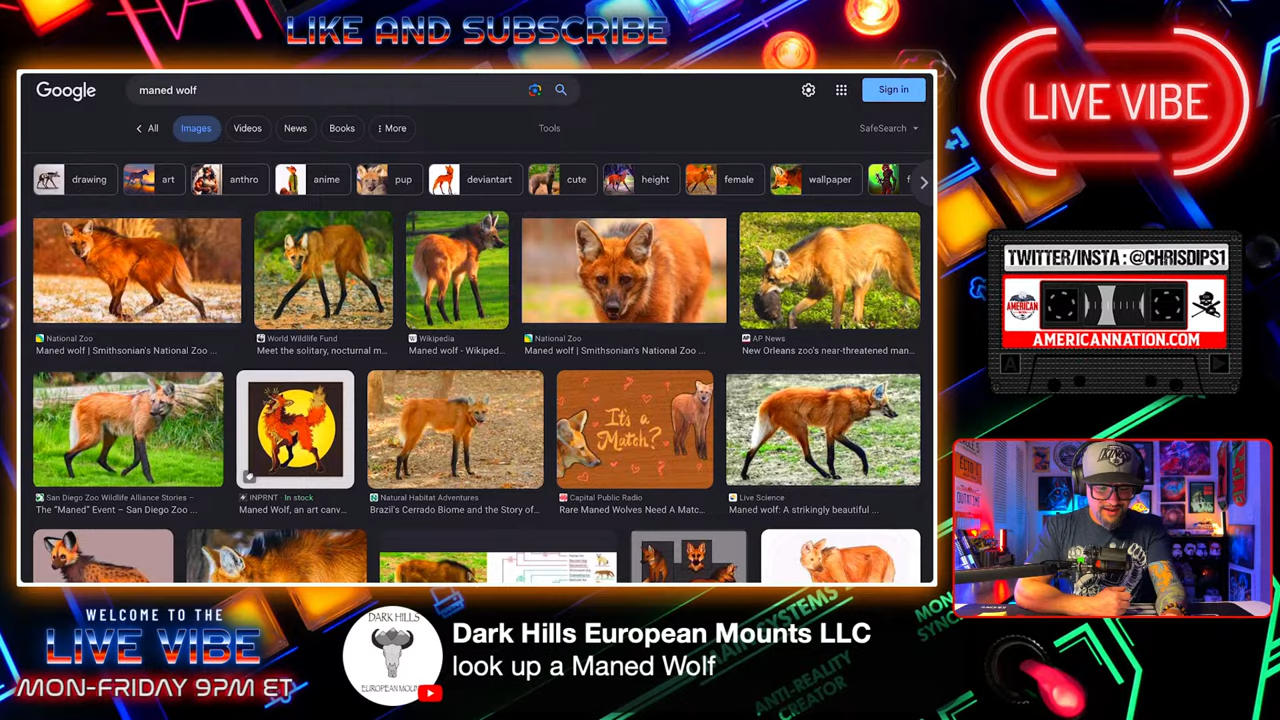 LIKE AND SUBSCRIBE
Google
maned wolf
Sign in
All
Images
Videos
News
Books
More
Tools
SafeSearch
drawing
art
anthro
anime
pup
deviantart
cute
height
female
wallpaper
National Zoo
Maned wolf | Smithsonian's National Zoo ...
World Wildlife Fund
Meet the solitary, nocturnal m...
Wikipedia
Maned wolf - Wikipe...
National Zoo
Maned wolf | Smithsonian's National Zoo ...
AP News
New Orleans zoo's near-threatened man...
It's a
Match?
San Diego Zoo Wildlife Alliance Stories –
The “Maned” Event – San Diego Zoo ...
INPRNT · In stock
Maned Wolf, an art canv...
Natural Habitat Adventures
Brazil's Cerrado Biome and the Story of...
Capital Public Radio
Rare Maned Wolves Need A Matc...
Live Science
Maned wolf: A strikingly beautiful ...
LIVE VIBE
TWITTER/INSTA : @CHRISDIPS1
AMERICAN
AMERICANNATION.COM
A
WELCOME TO THE
LIVE VIBE
MON-FRIDAY 9PM ET
DARK HILLS
EUROPEAN MOUN
Dark Hills European Mounts LLC
look up a Maned Wolf